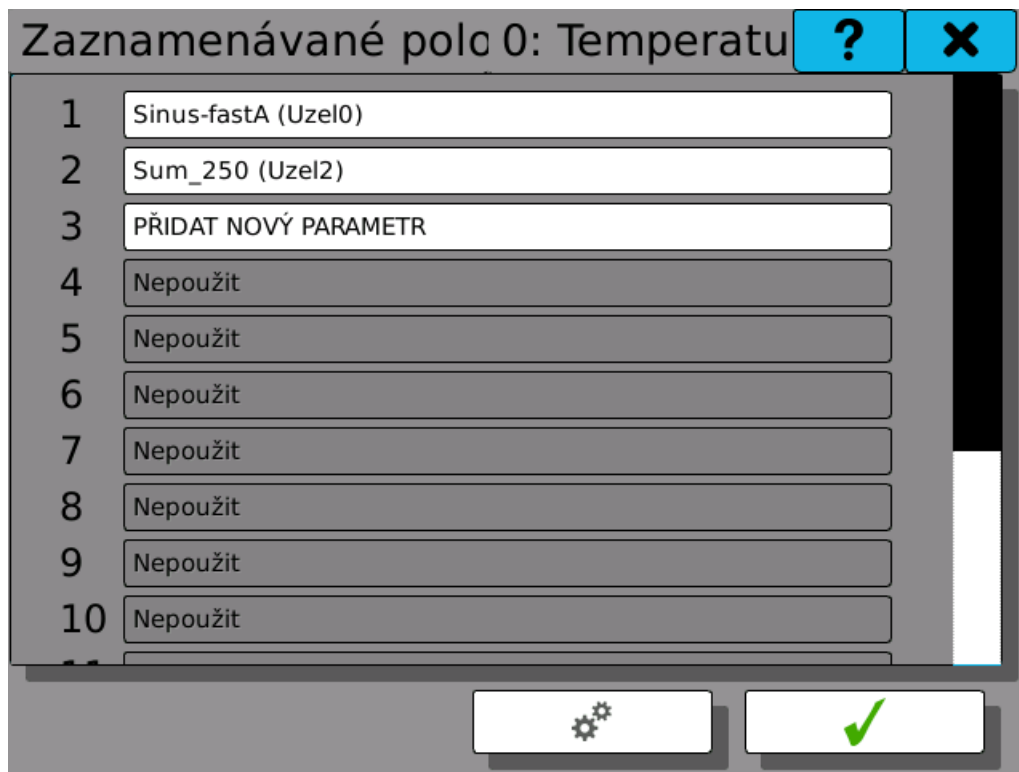 Zaznamenávané polo 0: Temperatu ?
1 Sinus-fastA (Uzel0)
2 Sum_250 (Uzel2)
3 PŘIDAT NOVÝ PARAMETR
4 Nepoužit
5 Nepoužit
6 Nepoužit
7 Nepoužit
8 Nepoužit
9 Nepoužit
10 Nepoužit